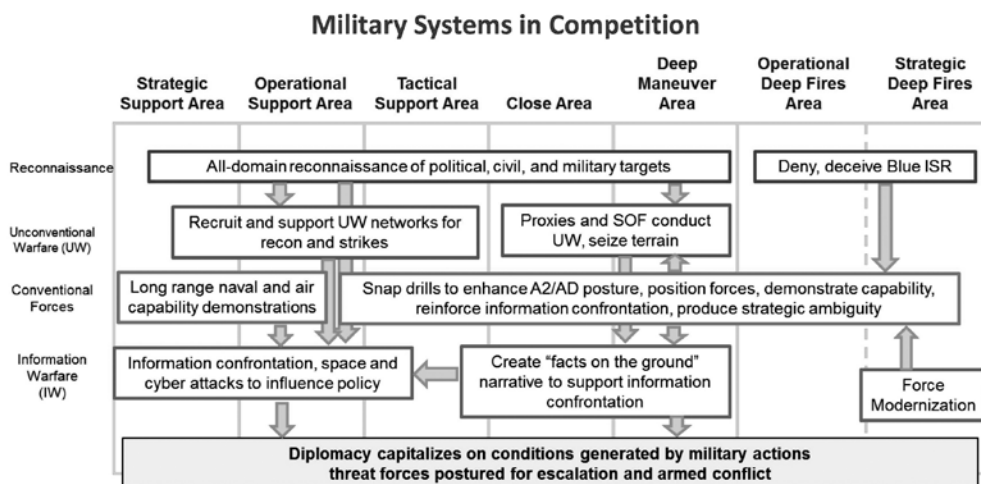 Military Systems in Competition
Strategic
Support Area
Operational
Support Area
Tactical
Support Area
Close Area
Deep
Maneuver
Area
Operational
Deep Fires
Area
Strategic
Deep Fires
Area
Reconnaissance
All-domain reconnaissance of political, civil, and military targets
Deny, deceive Blue ISR
Unconventional
Warfare (UW)
Recruit and support UW networks for
recon and strikes
Proxies and SOF conduct
UW, seize terrain
Conventional
Forces
Long range naval and air
capability demonstrations
Snap drills to enhance A2/AD posture, position forces, demonstrate capability,
reinforce information confrontation, produce strategic ambiguity
Information
Warfare
(IW)
Information confrontation, space and
cyber attacks to influence policy
Create “facts on the ground”
narrative to support information
confrontation
Force
Modernization
Diplomacy capitalizes on conditions generated by military actions
threat forces postured for escalation and armed conflict